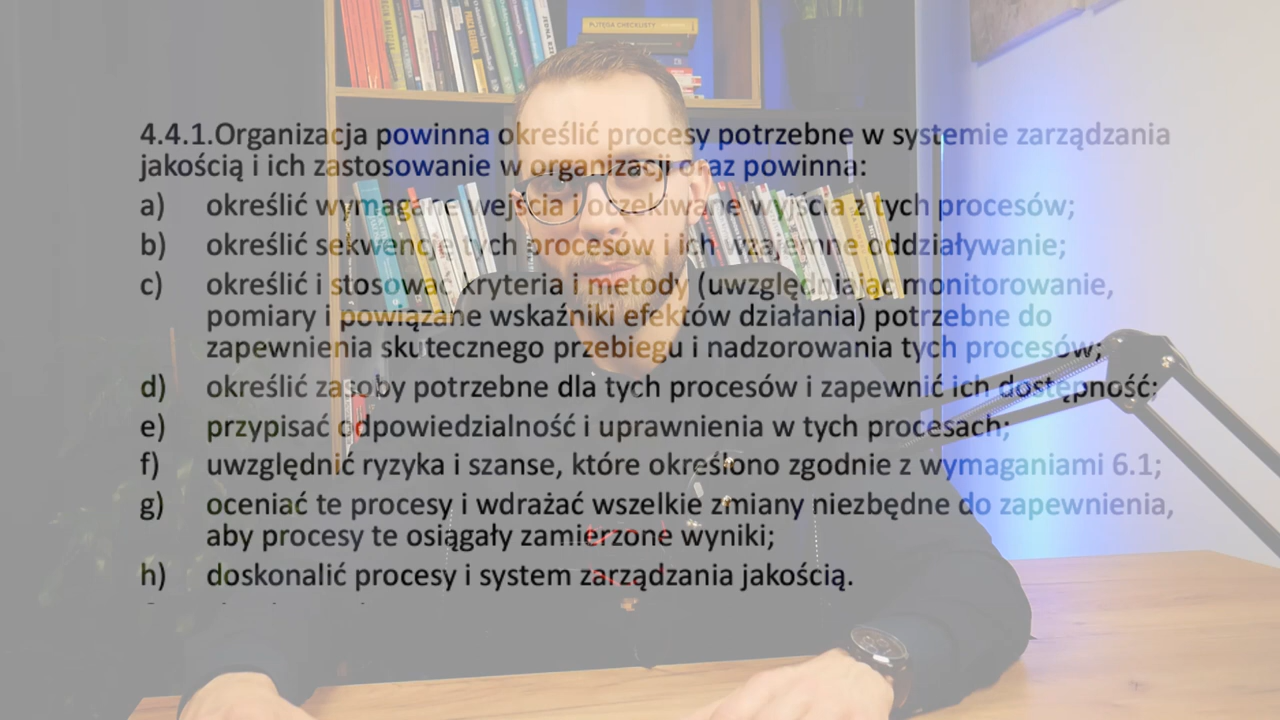 PUTEGA CHECKLISTY
4.4.1.Organizacja powinna określić procesy potrzebne w systemie zarządzania
jakością i ich zastosowanie w organizacji oraz powinna:
a) określić wymagane wejścia i oczekiwane wyjścia z tych procesów;
b) określić sekwencję tych procesów i ich wzajemne oddziaływanie;
c) określić i stosować kryteria i metody (uwzględniając monitorowanie,
pomiary i powiązane wskaźniki efektów działania) potrzebne do
zapewnienia skutecznego przebiegu i nadzorowania tych procesów;
d) określić zasoby potrzebne dla tych procesów i zapewnić ich dostępność;
e) przypisać odpowiedzialność i uprawnienia w tych procesach;
f) uwzględnić ryzyka i szanse, które określono zgodnie z wymaganiami 6.1;
g) oceniać te procesy i wdrażać wszelkie zmiany niezbędne do zapewnienia,
aby procesy te osiągały zamierzone wyniki;
h) doskonalić procesy i system zarządzania jakością.